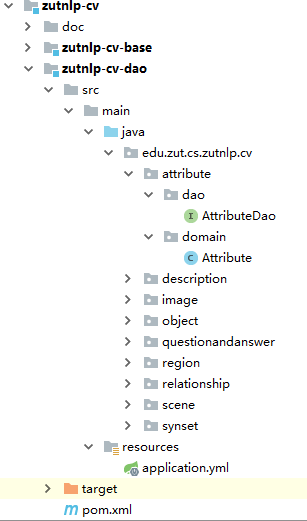 zutnlp-cv
doc
zutnlp-cv-base
zutnlp-cv-dao
src
main
java
edu.zut.cs.zutnlp.cv
attribute
dao
I AttributeDao
domain
C Attribute
description
image
object
questionandanswer
region
relationship
scene
synset
resources
application.yml
target
m pom.xml